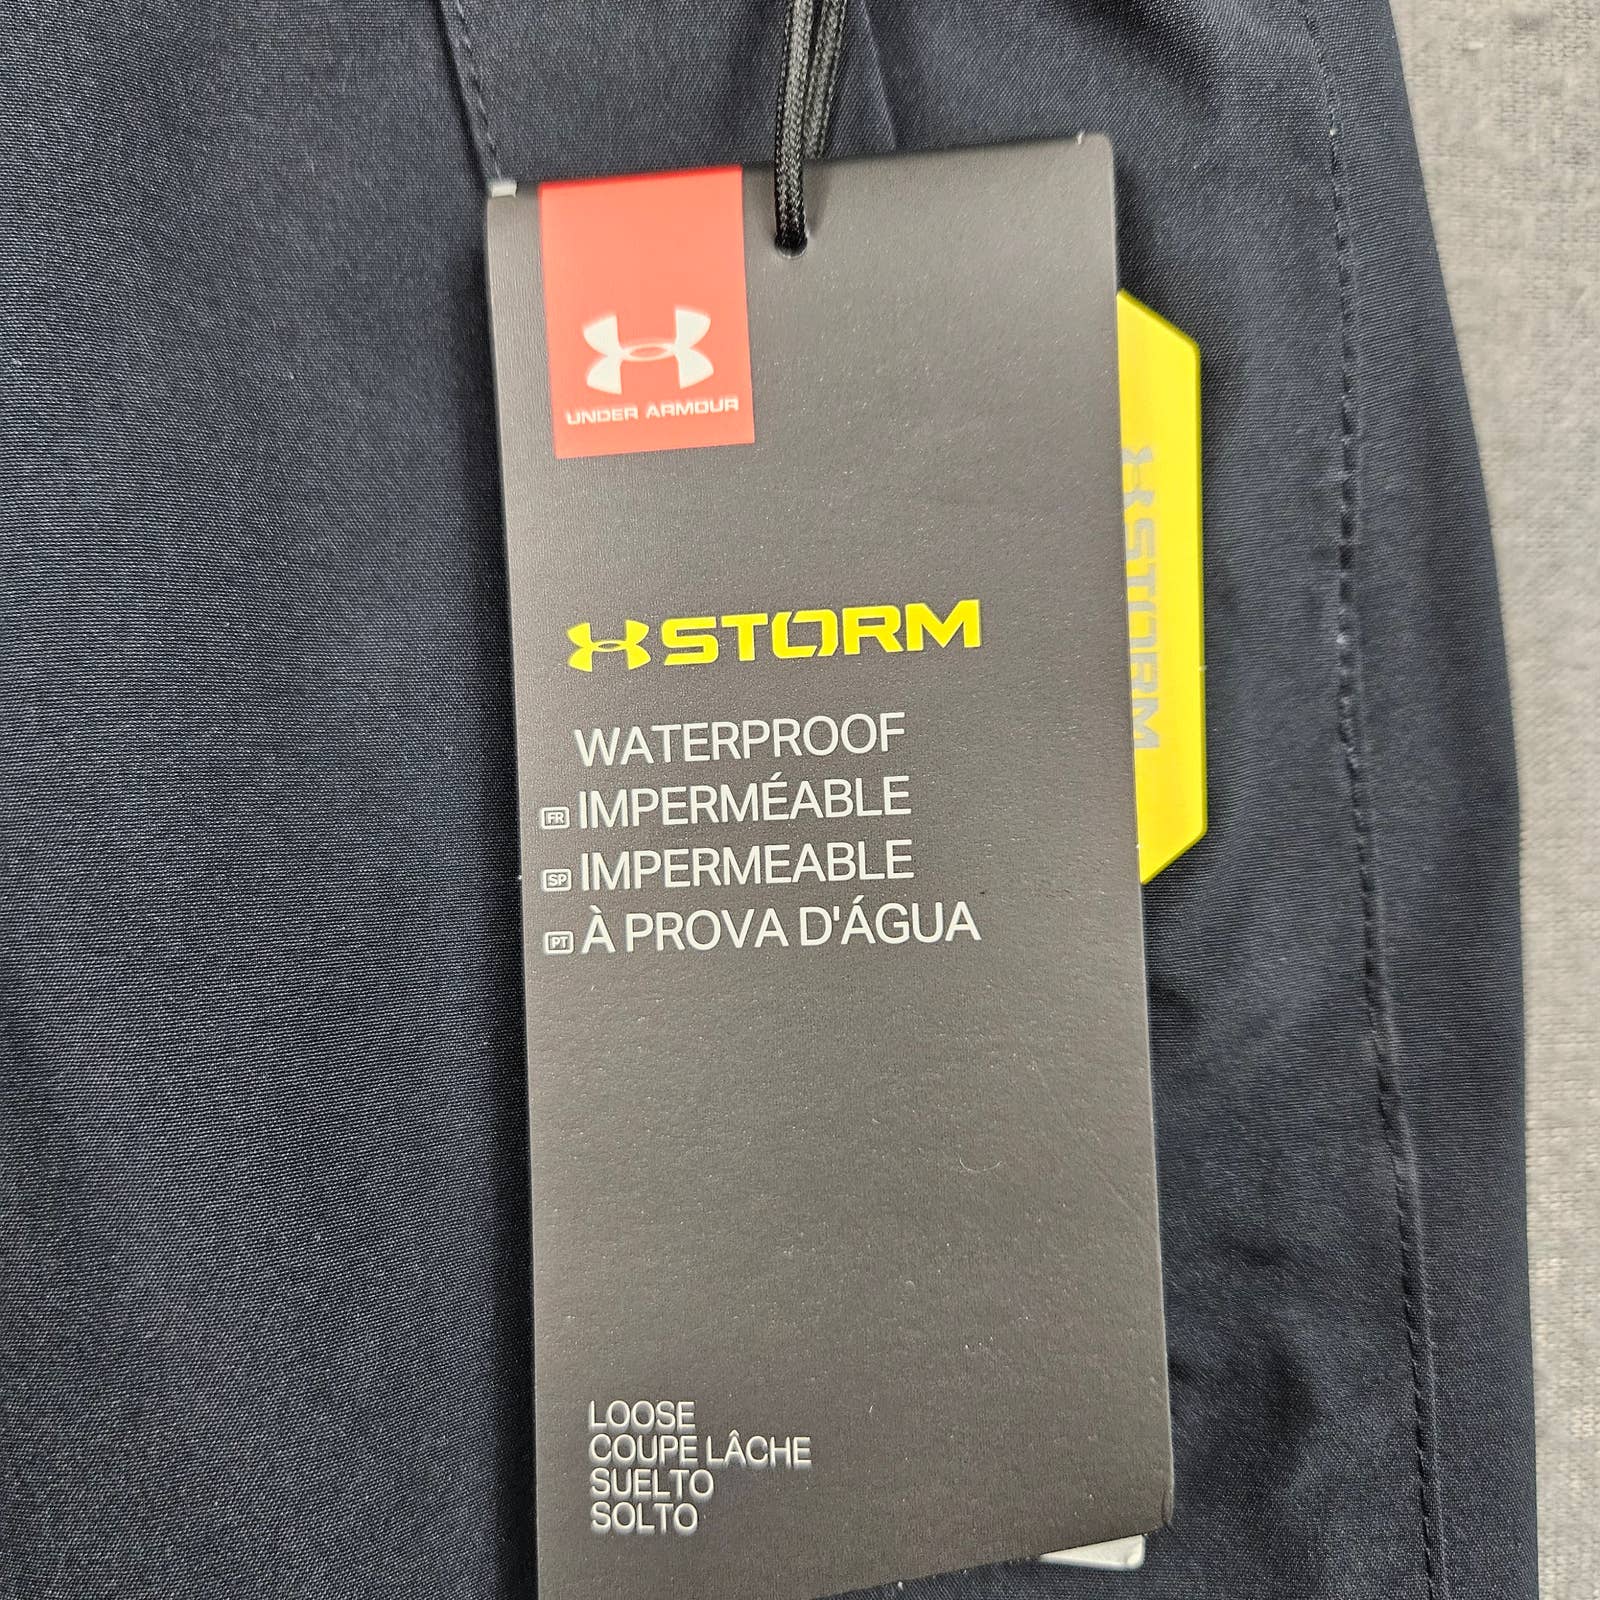 UNDER ARMOUR
STORM
WATERPROOF
FR IMPERMÉABLE
SP IMPERMEABLE
PT À PROVA D'ÁGUA
STORM
LOOSE
COUPE LÂCHE
SUELTO
SOLTO